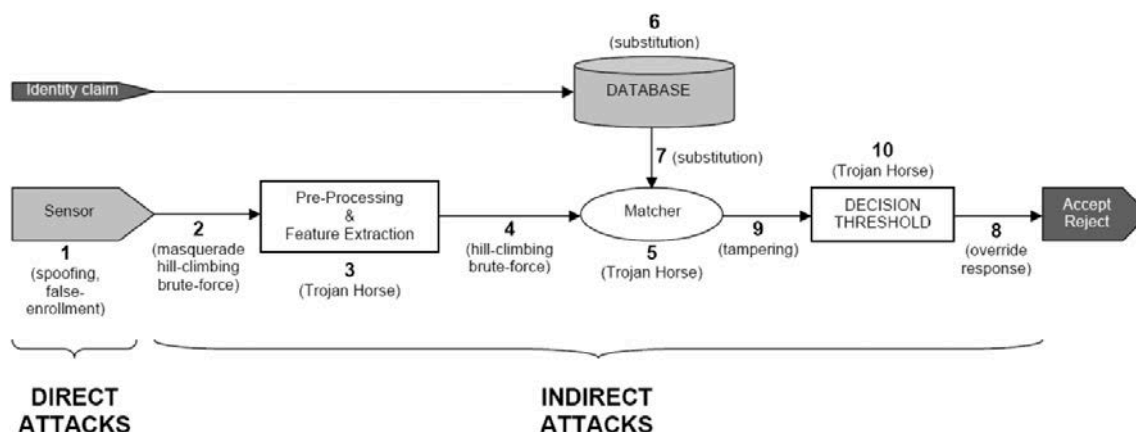 6
(substitution)
Identity claim
DATABASE
7 (substitution)
10
(Trojan Horse)
Sensor
Pre-Processing
&
Feature Extraction
Matcher
DECISION
THRESHOLD
Accept
Reject
1
(spoofing,
false-
enrollment)
2
(masquerade
hill-climbing
brute-force)
3
(Trojan Horse)
4
(hill-climbing
brute-force)
5
(Trojan Horse)
9
(tampering)
8
(override
response)
DIRECT
ATTACKS
INDIRECT
ATTACKS